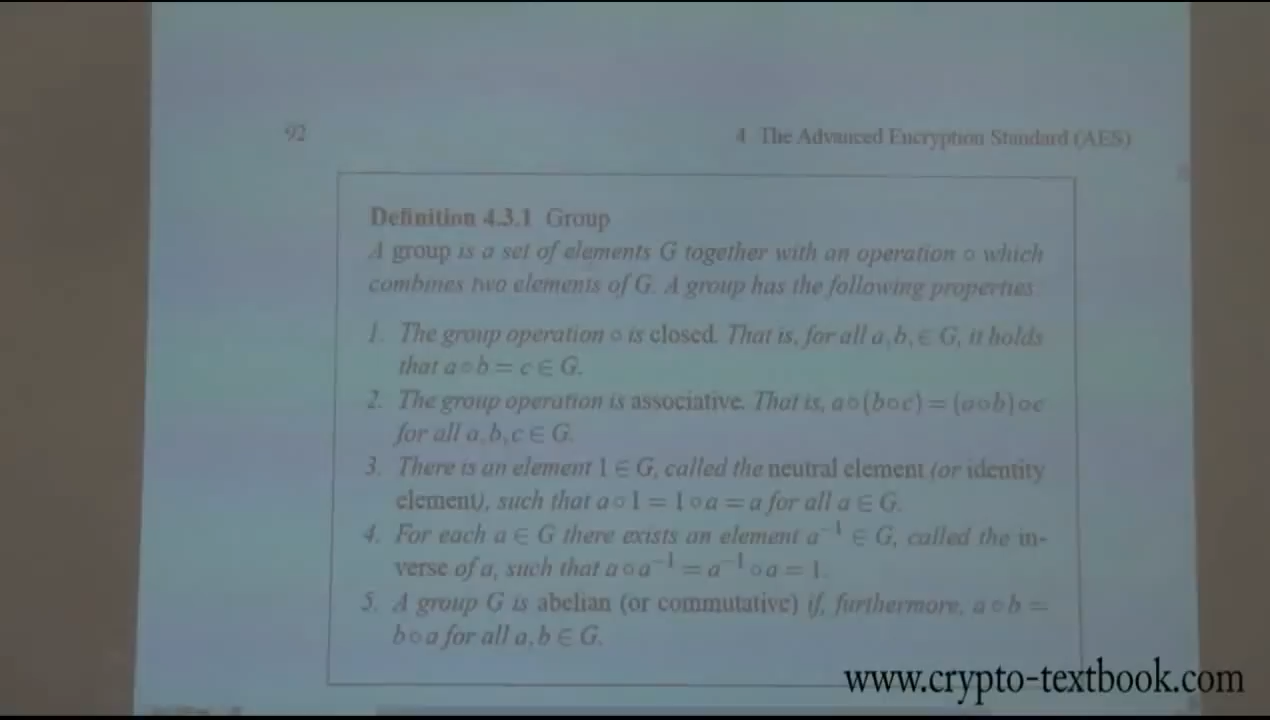 92
4 The Advanced Encryption Standard (AES)
Definition 4.3.1 Group
A group is a set of elements G together with an operation ∘ which
combines two elements of G. A group has the following properties:
1. The group operation ∘ is closed. That is, for all a,b, ∈ G, it holds
that a∘b = c ∈ G.
2. The group operation is associative. That is, a∘(b∘c) = (a∘b)∘c
for all a,b,c ∈ G.
3. There is an element 1 ∈ G, called the neutral element (or identity
element), such that a∘1 = 1∘a = a for all a ∈ G.
4. For each a ∈ G there exists an element a⁻¹ ∈ G, called the in-
verse of a, such that a∘a⁻¹ = a⁻¹∘a = 1.
5. A group G is abelian (or commutative) if, furthermore, a∘b =
b∘a for all a,b ∈ G.
www.crypto-textbook.com